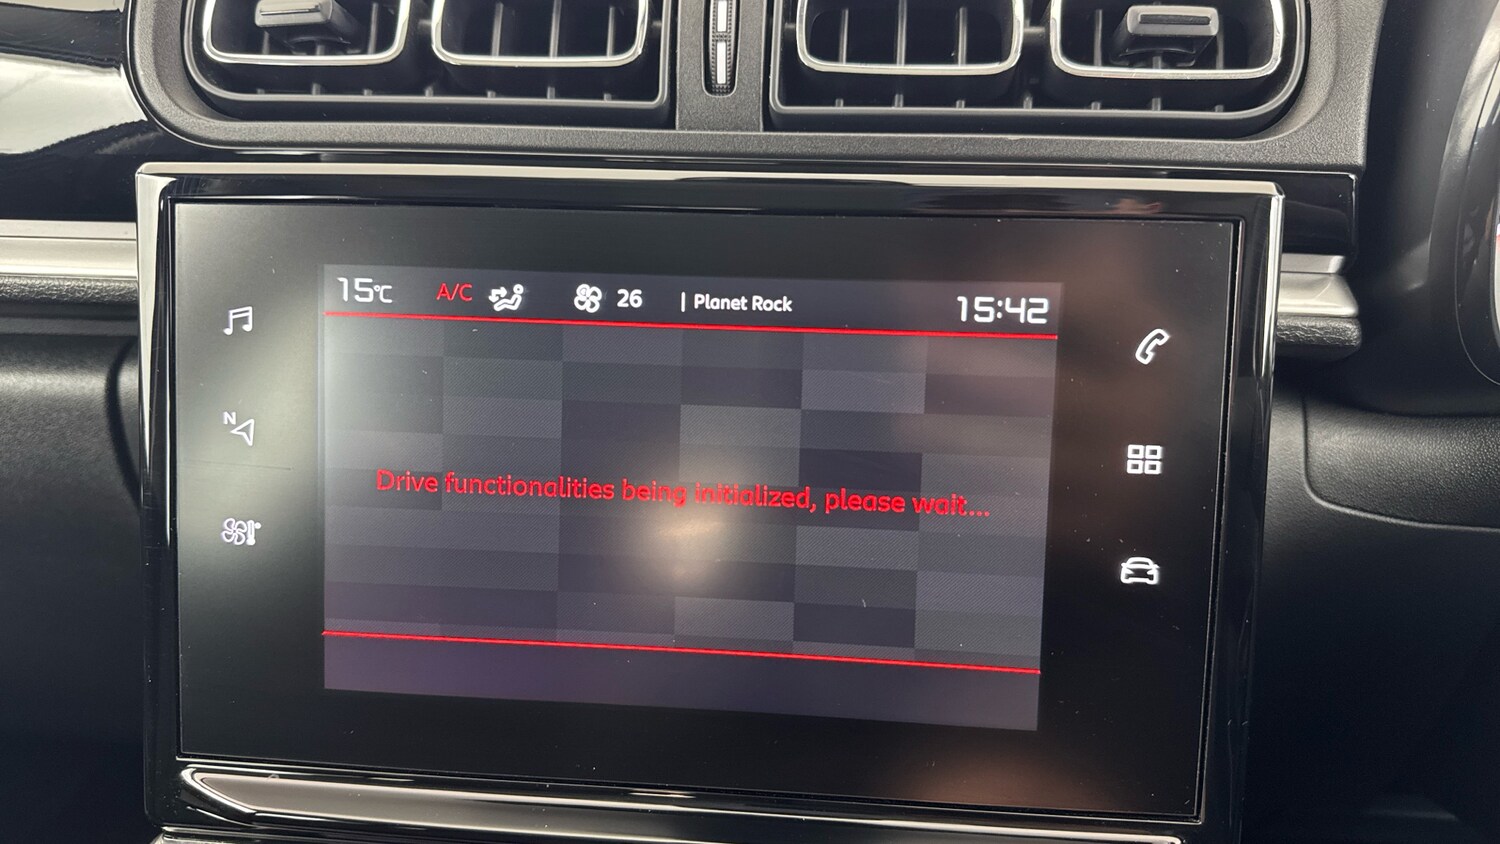 15°C A/C 26 | Planet Rock 15:42
N
Drive functionalities being initialized, please wait...